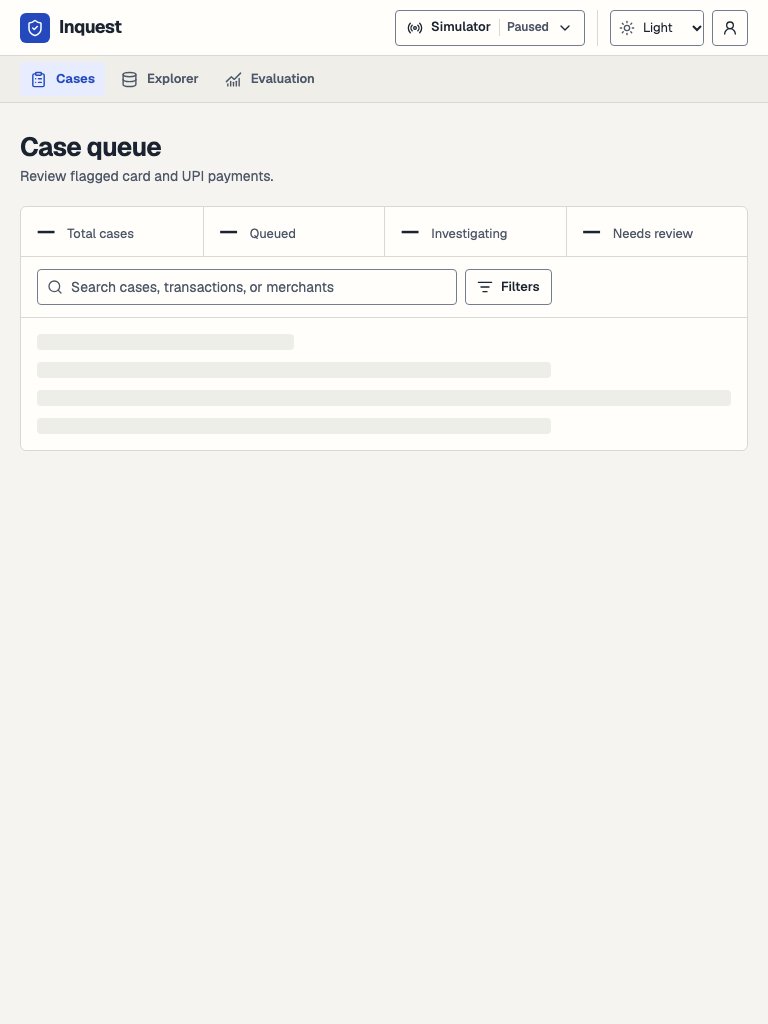 Inquest
Simulator Paused
Light
Cases Explorer Evaluation
Case queue
Review flagged card and UPI payments.
— Total cases — Queued — Investigating — Needs review
Search cases, transactions, or merchants Filters